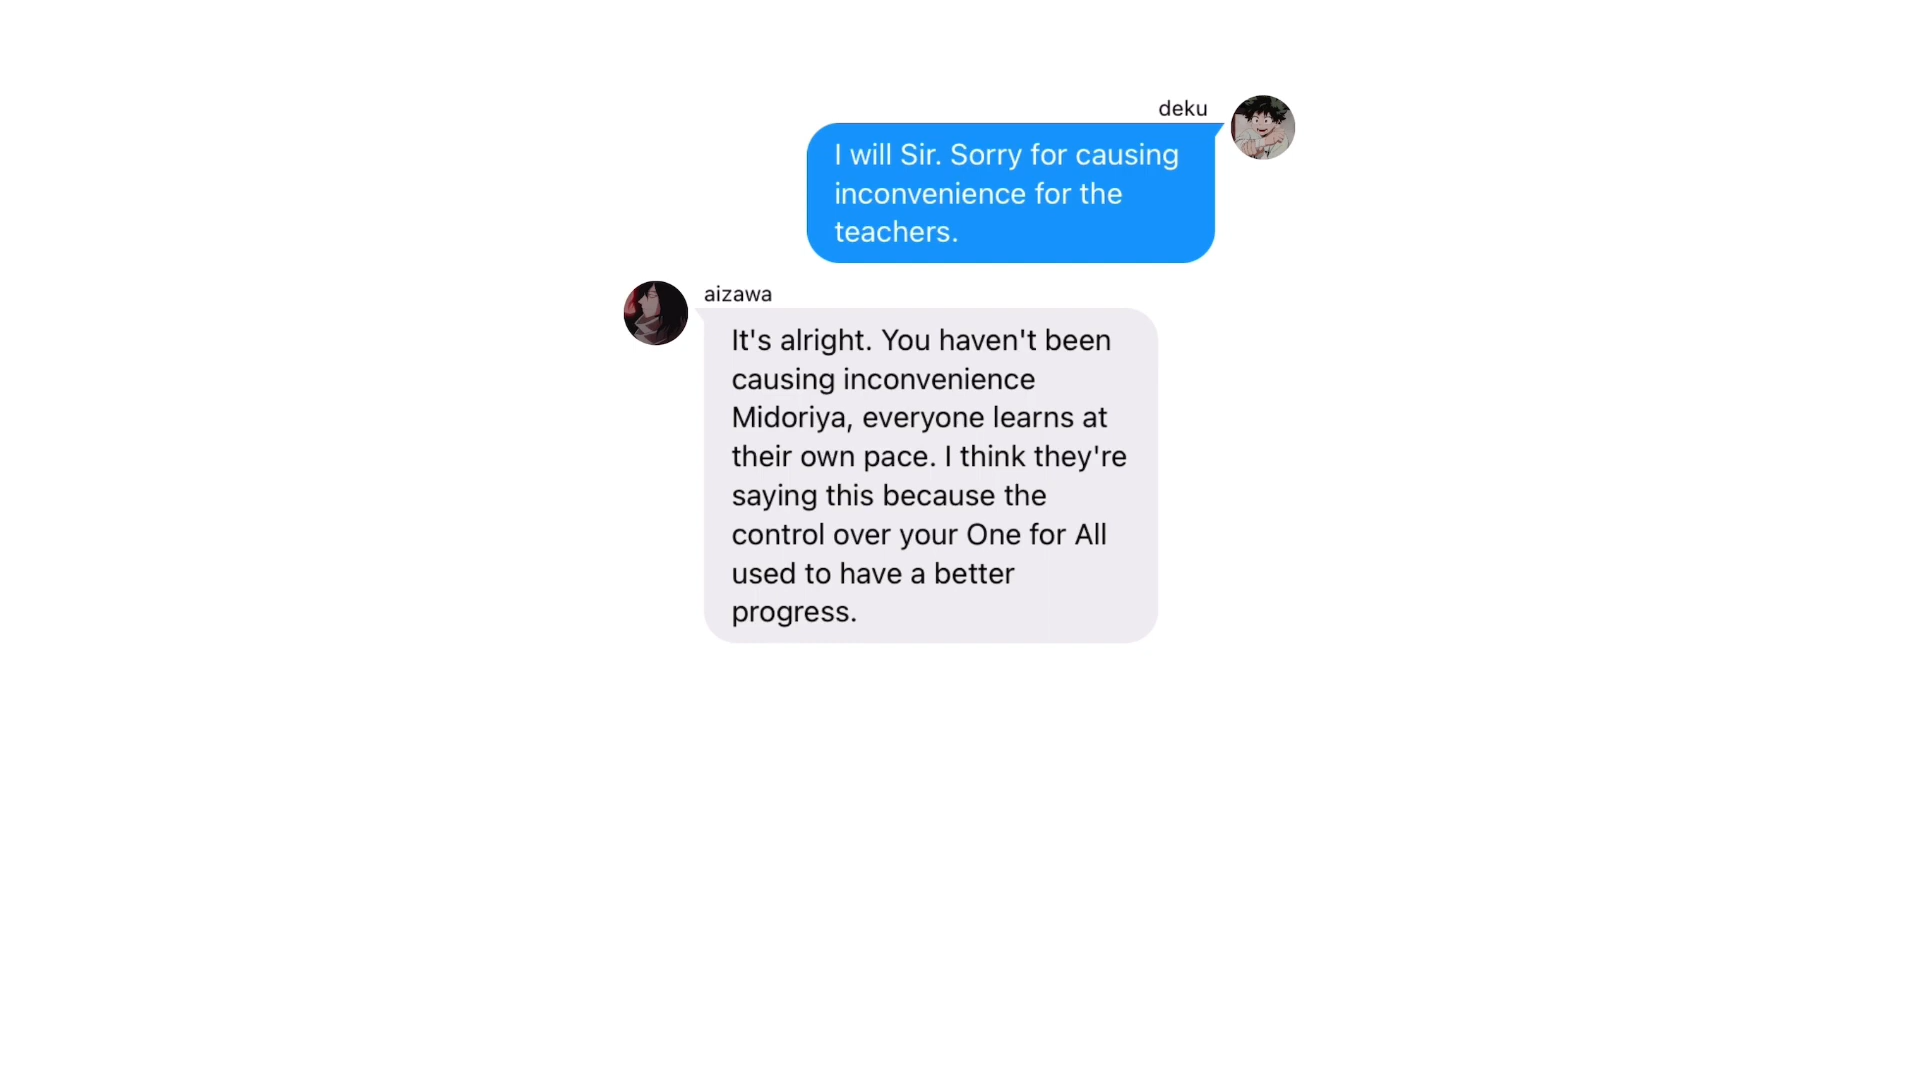 deku
I will Sir. Sorry for causing
inconvenience for the
teachers.
aizawa
It's alright. You haven't been
causing inconvenience
Midoriya, everyone learns at
their own pace. I think they're
saying this because the
control over your One for All
used to have a better
progress.